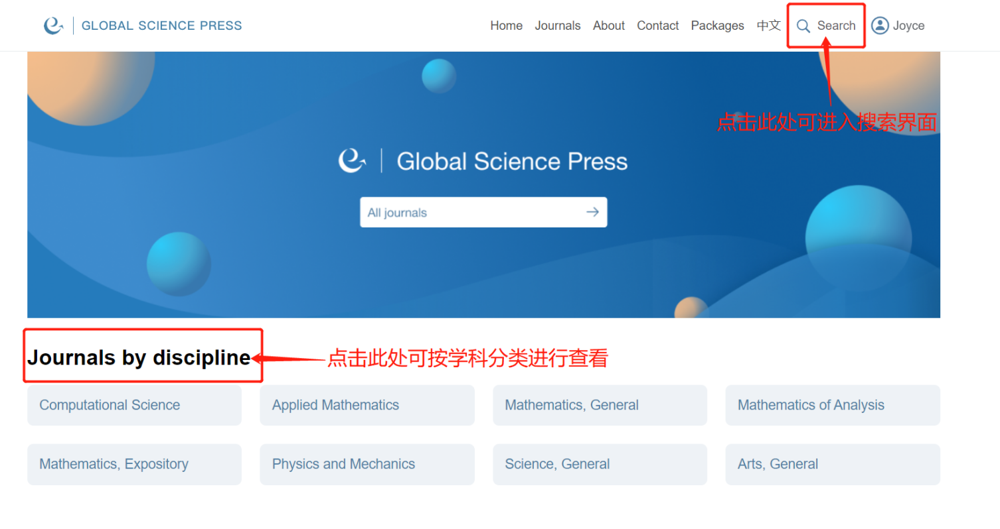 GLOBAL SCIENCE PRESS
Home Journals About Contact Packages 中文 Search Joyce
点击此处可进入搜索界面
Global Science Press
All journals
Journals by discipline
点击此处可按学科分类进行查看
Computational Science Applied Mathematics Mathematics, General Mathematics of Analysis
Mathematics, Expository Physics and Mechanics Science, General Arts, General